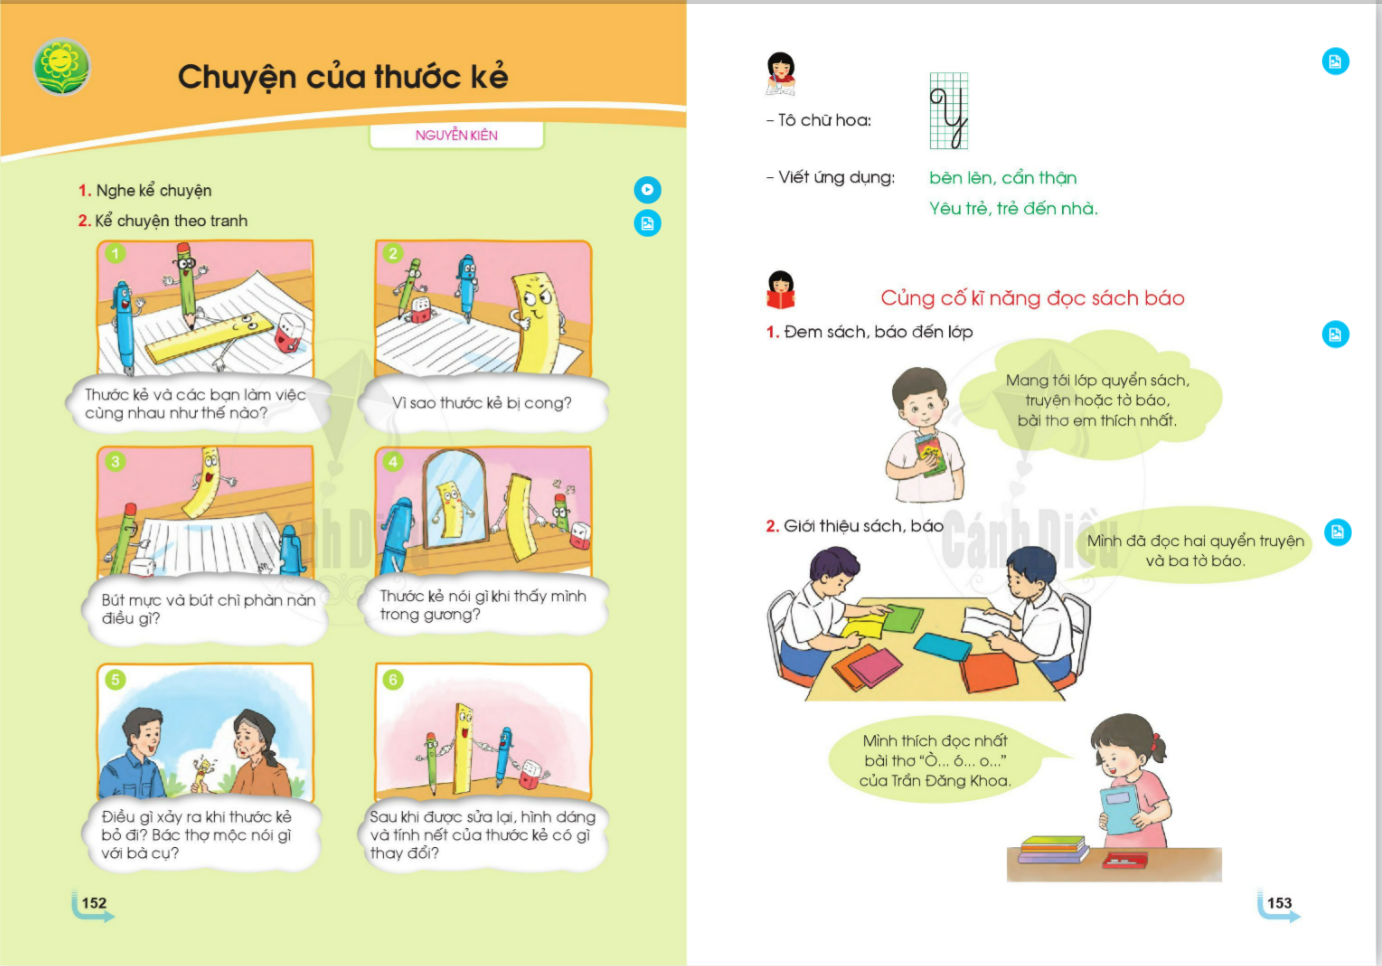 Chuyện của thước kẻ
NGUYỄN KIÊN
1. Nghe kể chuyện
2. Kể chuyện theo tranh
1
Thước kẻ và các bạn làm việc
cùng nhau như thế nào?
2
Vì sao thước kẻ bị cong?
3
Bút mực và bút chì phàn nàn
điều gì?
4
Thước kẻ nói gì khi thấy mình
trong gương?
5
Điều gì xảy ra khi thước kẻ
bỏ đi? Bác thợ mộc nói gì
với bà cụ?
6
Sau khi được sửa lại, hình dáng
và tính nết của thước kẻ có gì
thay đổi?
152
– Tô chữ hoa: Y
– Viết ứng dụng: bẽn lẽn, cẩn thận
Yêu trẻ, trẻ đến nhà.
Củng cố kĩ năng đọc sách báo
1. Đem sách, báo đến lớp
Mang tới lớp quyển sách,
truyện hoặc tờ báo,
bài thơ em thích nhất.
2. Giới thiệu sách, báo
Mình đã đọc hai quyển truyện
và ba tờ báo.
Mình thích đọc nhất
bài thơ “Ò... ó... o...”
của Trần Đăng Khoa.
153
Cánh Diều
Cánh Diều